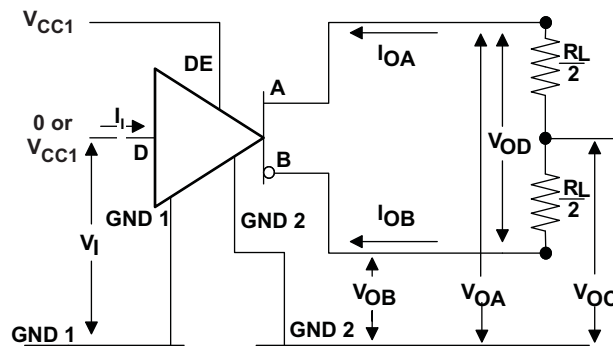 VCC1
DE
A
IOA
RL
2
0 or
VCC1
II
D
VOD
B
RL
2
GND 1
GND 2
IOB
VI
VOB
VOA
VOC
GND 1
GND 2